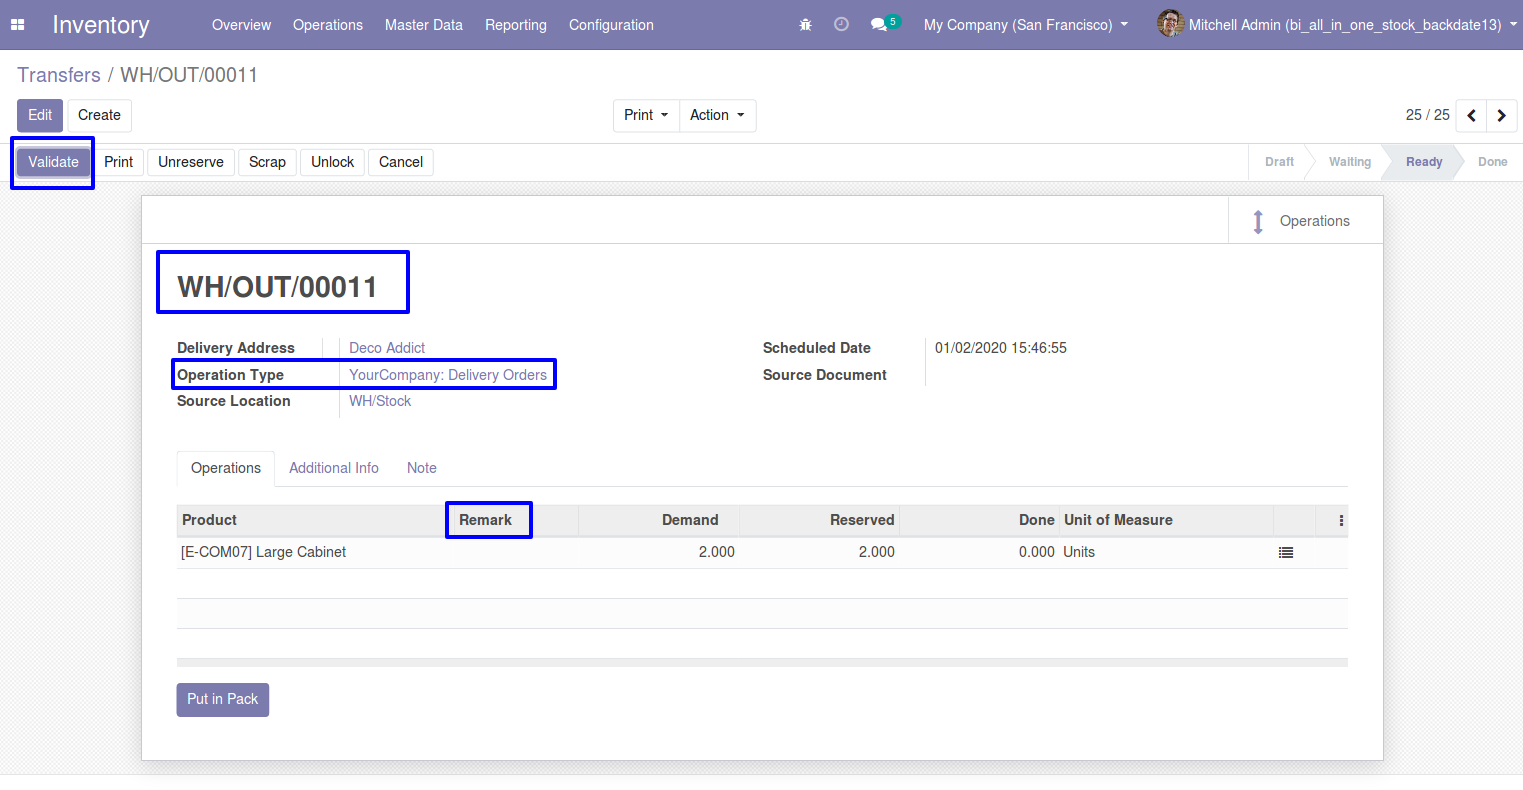 Inventory Overview Operations Master Data Reporting Configuration 5 My Company (San Francisco) Mitchell Admin (bi_all_in_one_stock_backdate13)
Transfers / WH/OUT/00011
Edit Create Print Action 25 / 25
Validate Print Unreserve Scrap Unlock Cancel Draft Waiting Ready Done
Operations
WH/OUT/00011
Delivery Address Deco Addict Scheduled Date 01/02/2020 15:46:55
Operation Type YourCompany: Delivery Orders Source Document
Source Location WH/Stock
Operations Additional Info Note
Product Remark Demand Reserved Done Unit of Measure
[E-COM07] Large Cabinet 2.000 2.000 0.000 Units
Put in Pack